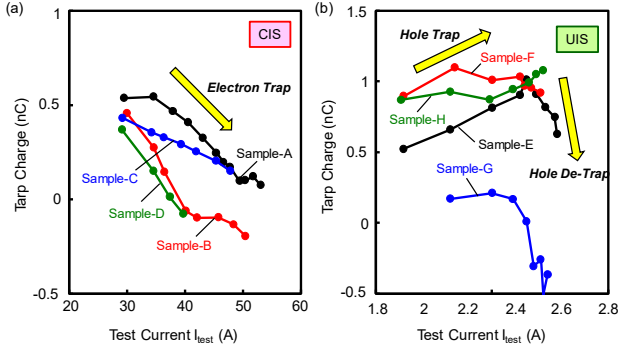 (a)
CIS
Electron Trap
Sample-A
Sample-C
Sample-D
Sample-B
Tarp Charge (nC)
1
0.5
0
-0.5
20
30
40
50
60
Test Current Itest (A)
(b)
UIS
Hole Trap
Sample-F
Sample-H
Sample-E
Hole De-Trap
Sample-G
Tarp Charge (nC)
1.5
1
0.5
0
-0.5
1.8
2
2.2
2.4
2.6
2.8
Test Current Itest (A)